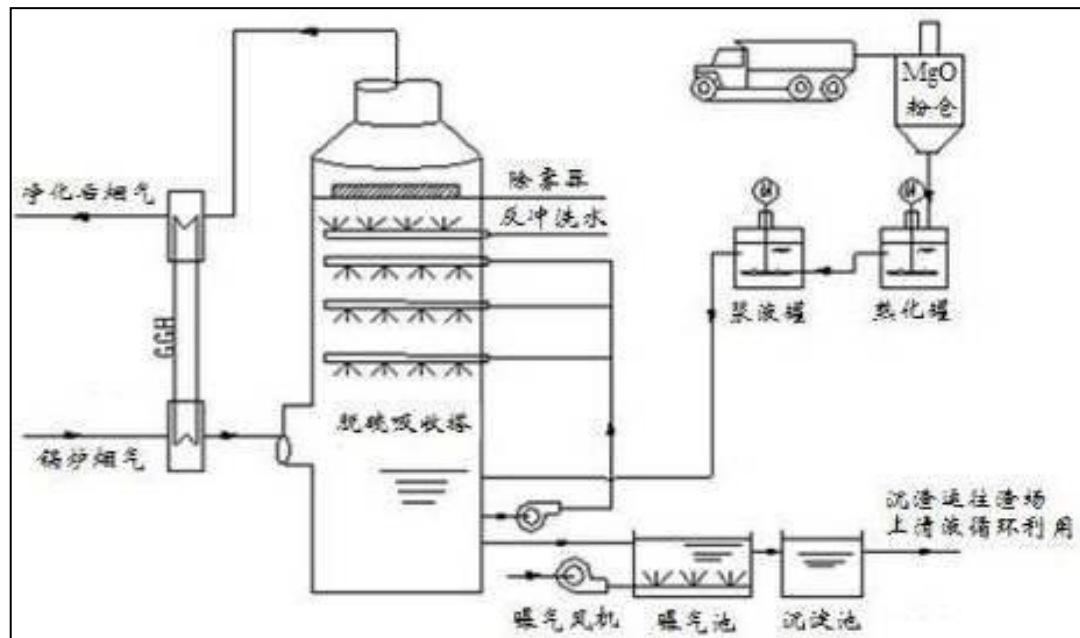 MgO
粉仓
净化后烟气
除雾器
反冲洗水
浆液罐
熟化罐
GGH
脱硫吸收塔
锅炉烟气
沉渣运往渣场
上清液循环利用
曝气风机
曝气池
沉淀池